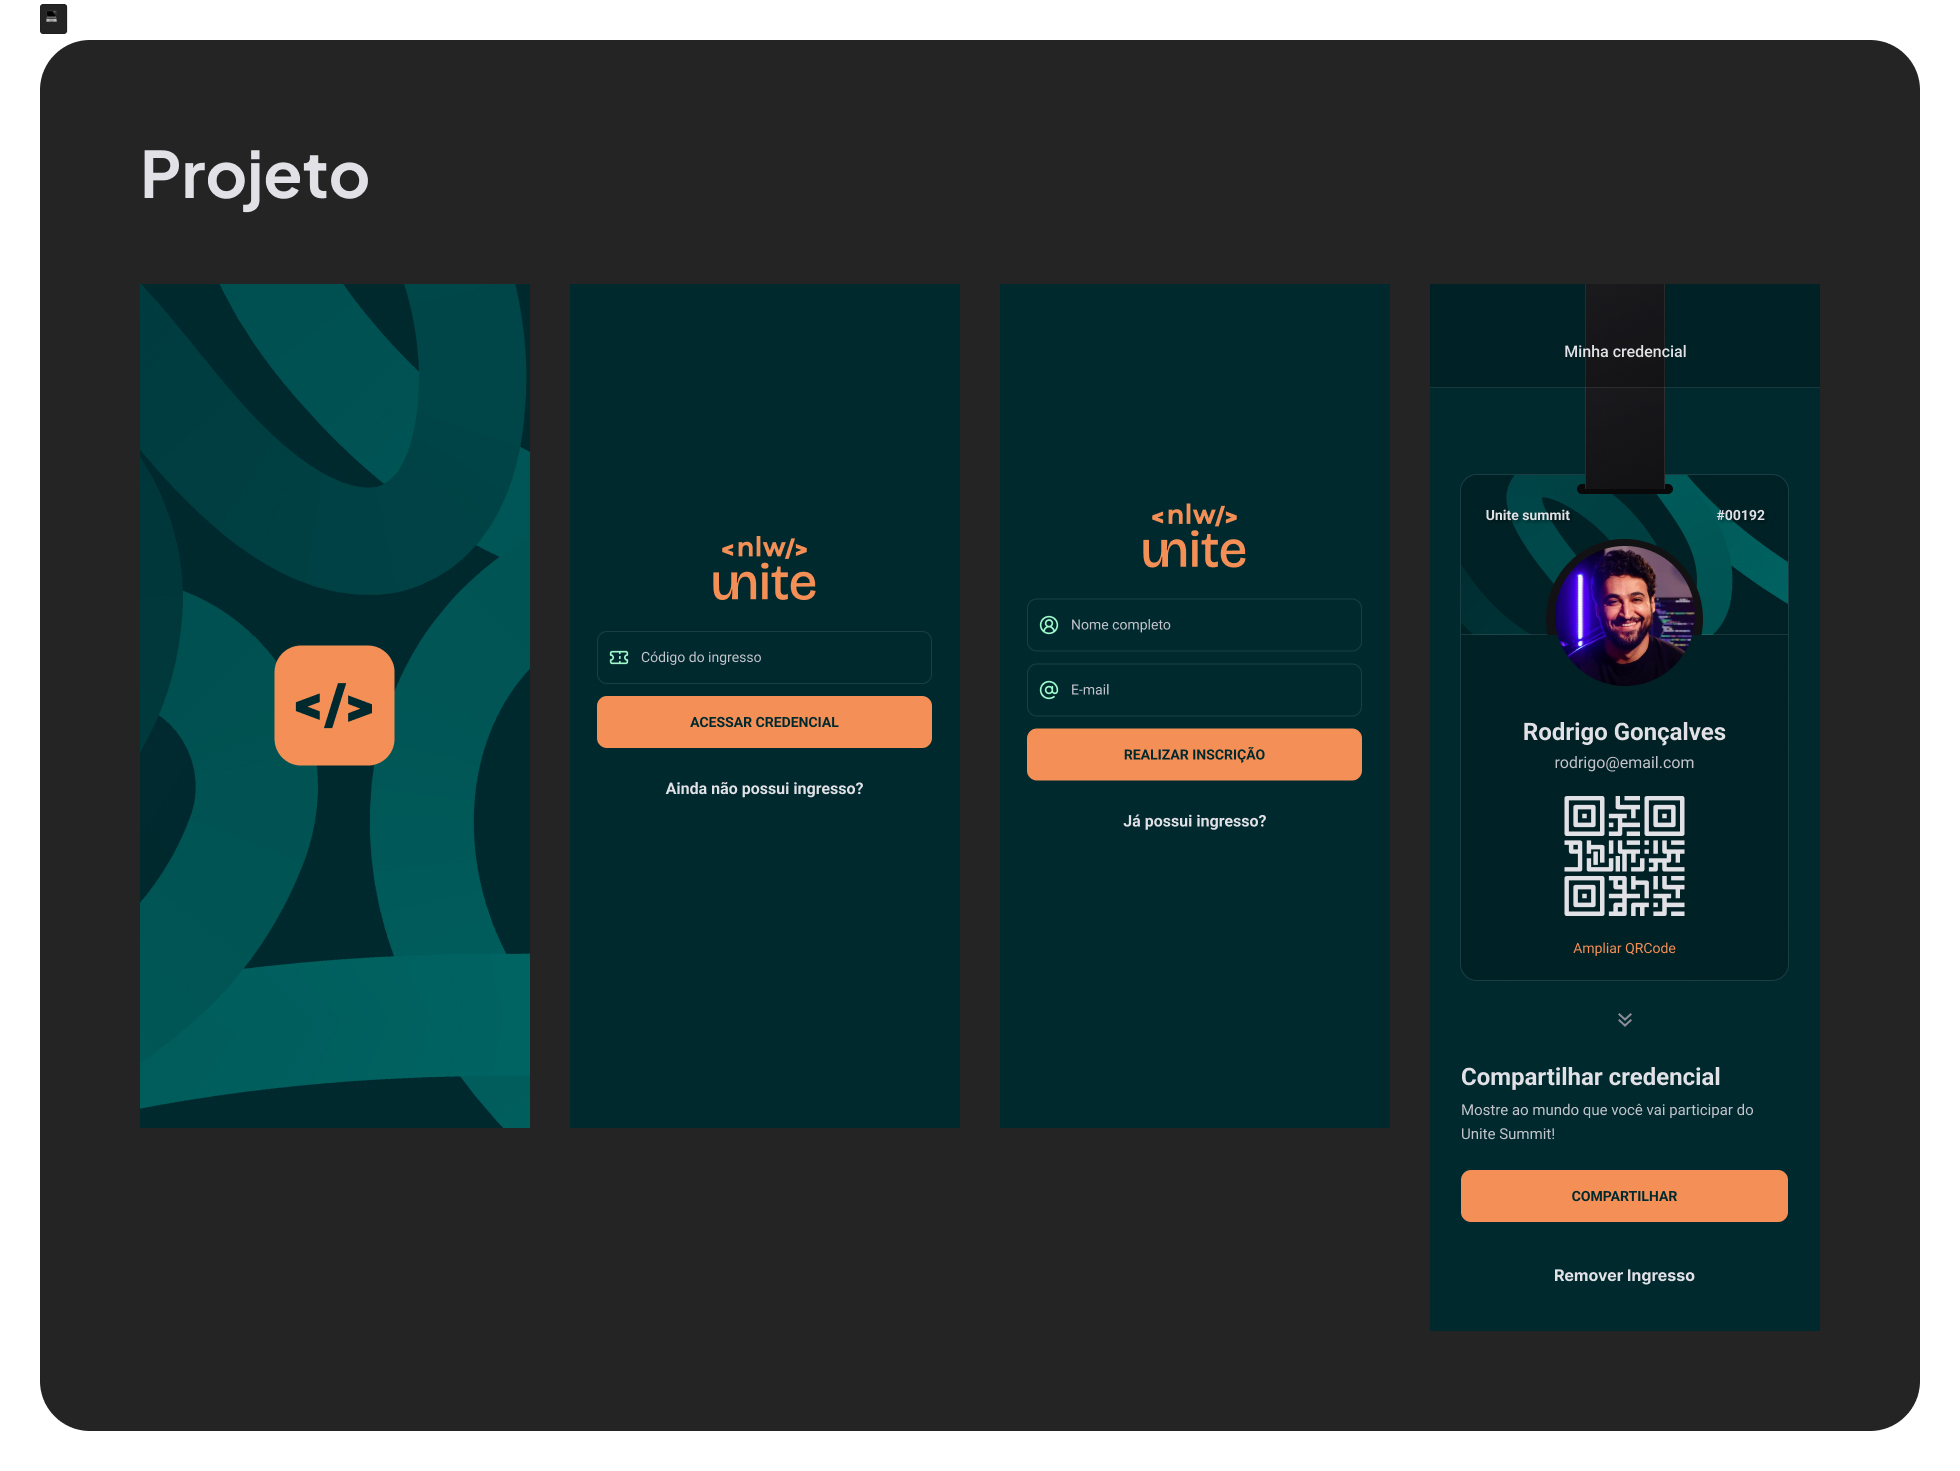 Projeto
</>
<nlw/>
unite
Código do ingresso
ACESSAR CREDENCIAL
Ainda não possui ingresso?
<nlw/>
unite
Nome completo
E-mail
REALIZAR INSCRIÇÃO
Já possui ingresso?
Minha credencial
Unite summit
#00192
Rodrigo Gonçalves
rodrigo@email.com
Ampliar QRCode
Compartilhar credencial
Mostre ao mundo que você vai participar do
Unite Summit!
COMPARTILHAR
Remover Ingresso